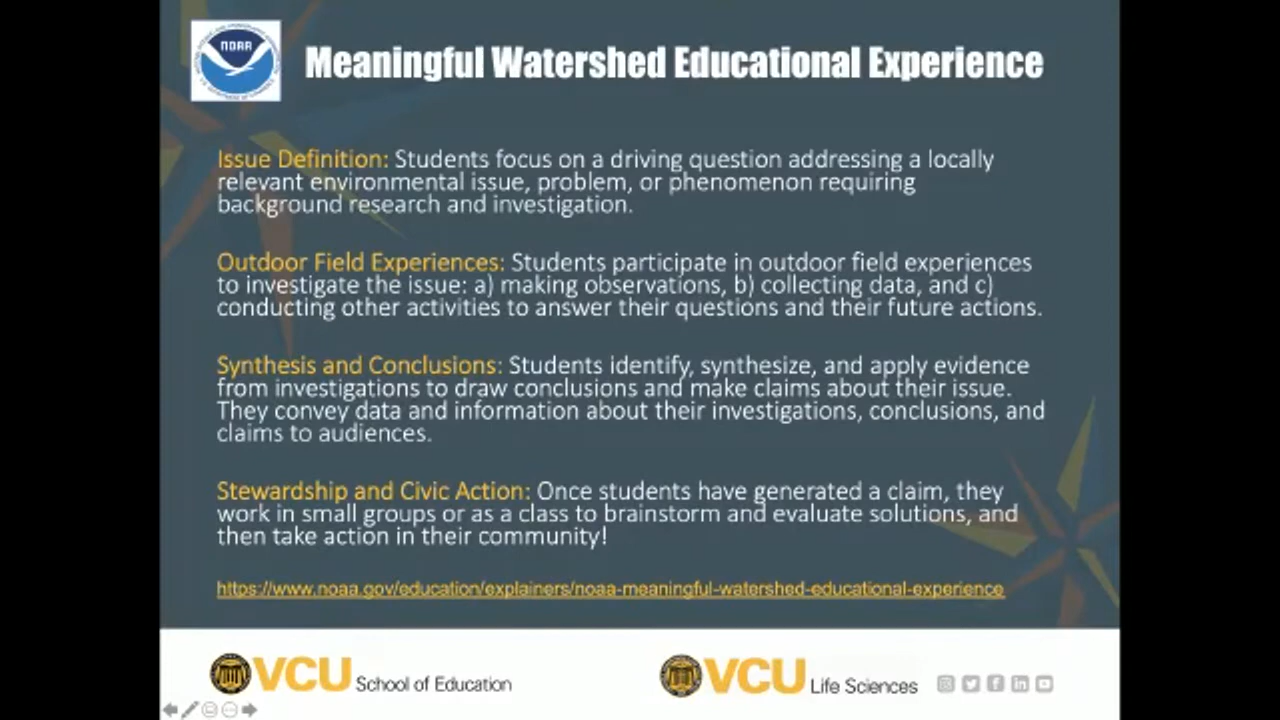 NOAA
Meaningful Watershed Educational Experience
Issue Definition: Students focus on a driving question addressing a locally
relevant environmental issue, problem, or phenomenon requiring
background research and investigation.
Outdoor Field Experiences: Students participate in outdoor field experiences
to investigate the issue: a) making observations, b) collecting data, and c)
conducting other activities to answer their questions and their future actions.
Synthesis and Conclusions: Students identify, synthesize, and apply evidence
from investigations to draw conclusions and make claims about their issue.
They convey data and information about their investigations, conclusions, and
claims to audiences.
Stewardship and Civic Action: Once students have generated a claim, they
work in small groups or as a class to brainstorm and evaluate solutions, and
then take action in their community!
https://www.noaa.gov/education/explainers/noaa-meaningful-watershed-educational-experience
VCU School of Education
VCU Life Sciences